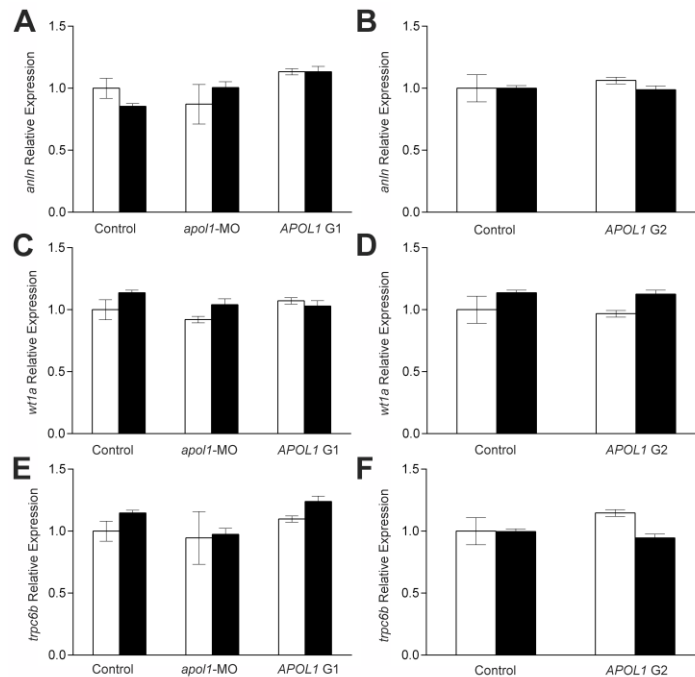 A
anln Relative Expression
1.5
1.0
0.5
0.0
Control
apol1-MO
APOL1 G1
B
anln Relative Expression
1.5
1.0
0.5
0.0
Control
APOL1 G2
C
wt1a Relative Expression
1.5
1.0
0.5
0.0
Control
apol1-MO
APOL1 G1
D
wt1a Relative Expression
1.5
1.0
0.5
0.0
Control
APOL1 G2
E
trpc6b Relative Expression
1.5
1.0
0.5
0.0
Control
apol1-MO
APOL1 G1
F
trpc6b Relative Expression
1.5
1.0
0.5
0.0
Control
APOL1 G2